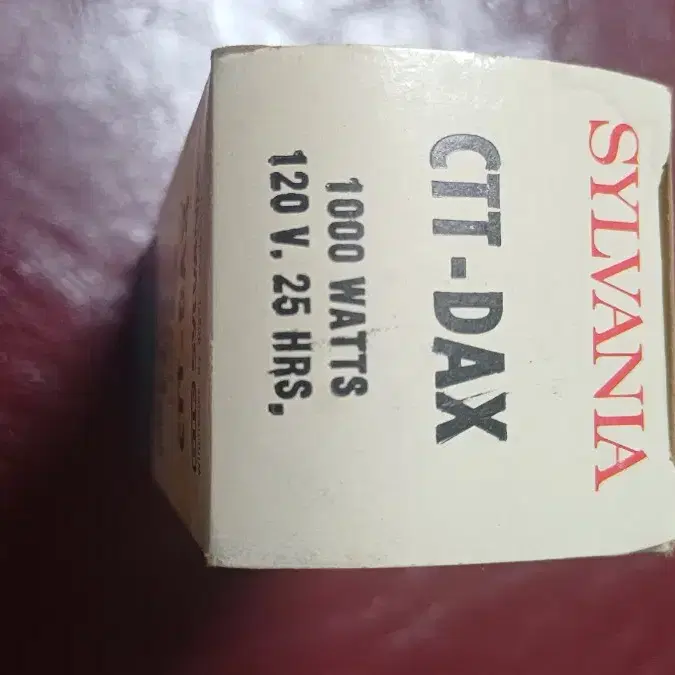 SYLVANIA
CTT-DAX
1000 WATTS
120 V. 25 HRS.